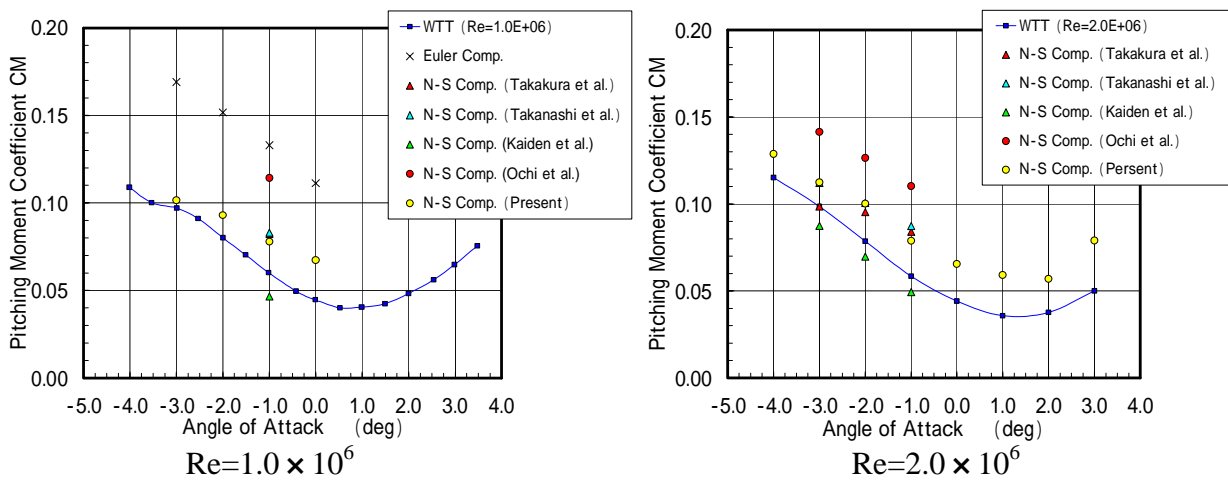 Pitching Moment Coefficient CM
0.20
0.15
0.10
0.05
0.00
WTT (Re=1.0E+06)
Euler Comp.
N-S Comp. (Takakura et al.)
N-S Comp. (Takanashi et al.)
N-S Comp. (Kaiden et al.)
N-S Comp. (Ochi et al.)
N-S Comp. (Present)
-5.0 -4.0 -3.0 -2.0 -1.0 0.0 1.0 2.0 3.0 4.0
Angle of Attack (deg)
Re=1.0 × 10⁶
Pitching Moment Coefficient CM
0.20
0.15
0.10
0.05
0.00
WTT (Re=2.0E+06)
N-S Comp. (Takakura et al.)
N-S Comp. (Takanashi et al.)
N-S Comp. (Kaiden et al.)
N-S Comp. (Ochi et al.)
N-S Comp. (Persent)
-5.0 -4.0 -3.0 -2.0 -1.0 0.0 1.0 2.0 3.0 4.0
Angle of Attack (deg)
Re=2.0 × 10⁶